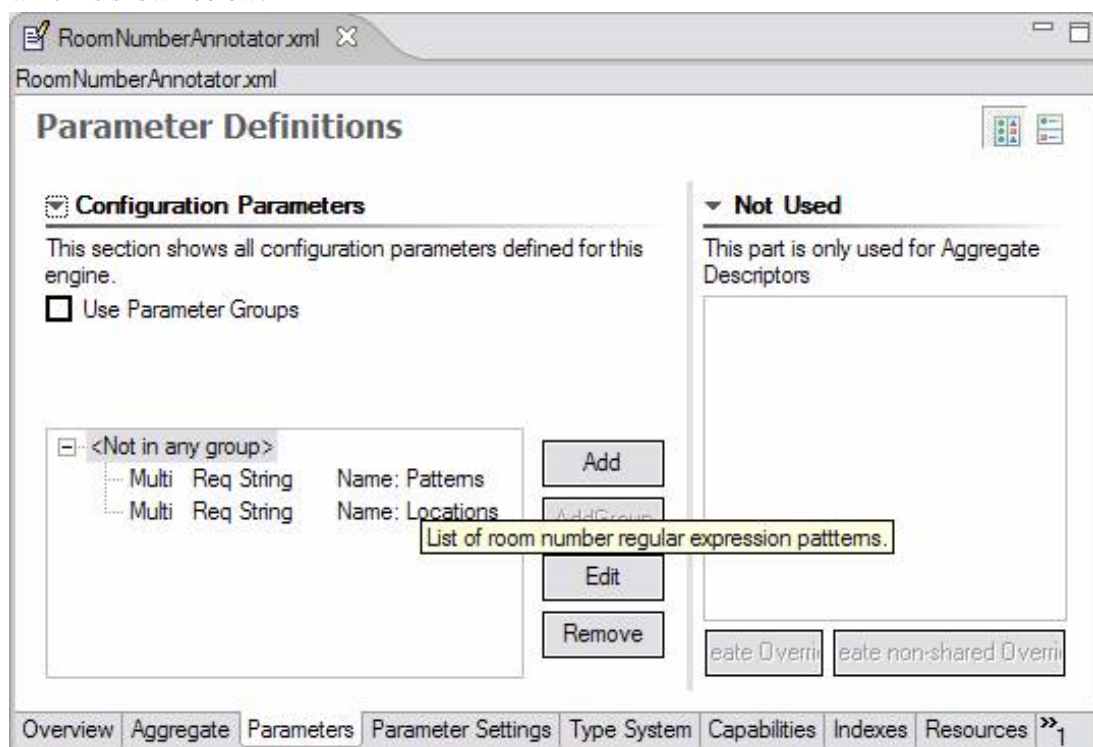 RoomNumberAnnotator.xml
RoomNumberAnnotator.xml
Parameter Definitions
Configuration Parameters
This section shows all configuration parameters defined for this
engine.
Use Parameter Groups
<Not in any group>
Multi Req String Name: Patterns
Multi Req String Name: Locations
List of room number regular expression pattterns.
Add
AddGroup
Edit
Remove
Not Used
This part is only used for Aggregate
Descriptors
eate Overri
eate non-shared Overri
Overview Aggregate Parameters Parameter Settings Type System Capabilities Indexes Resources »1